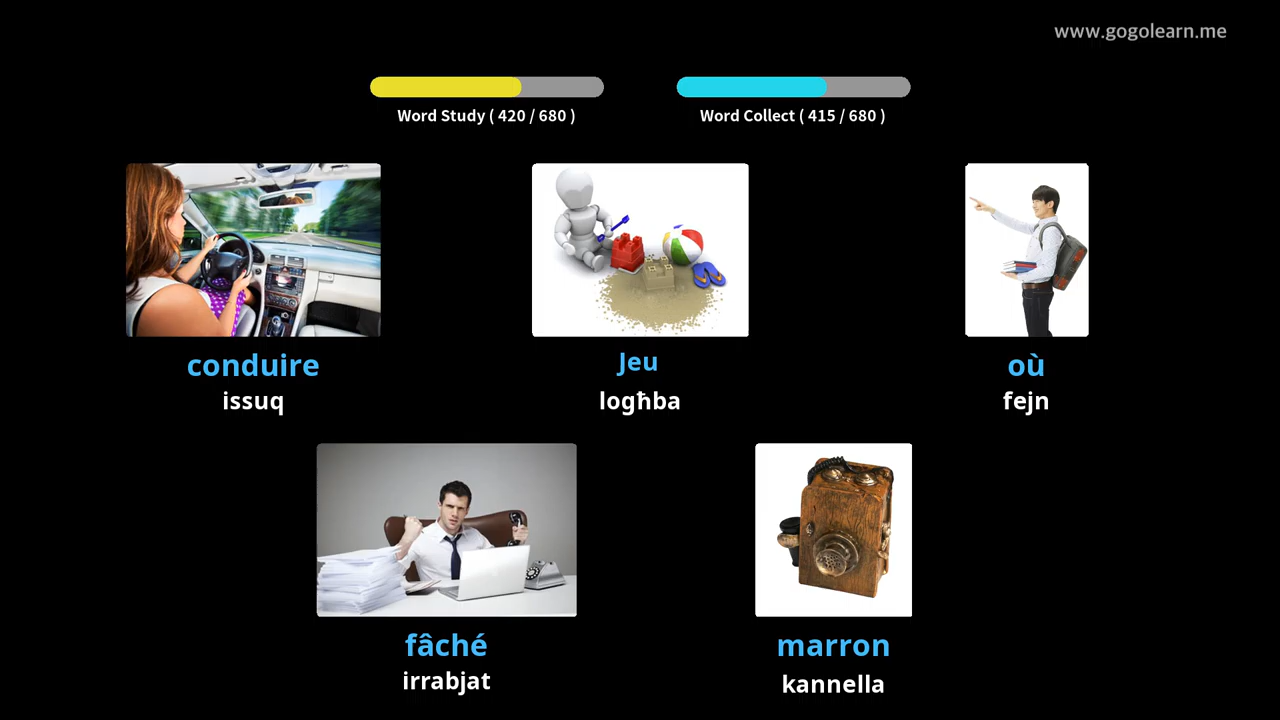 www.gogolearn.me
Word Study ( 420 / 680 )
Word Collect ( 415 / 680 )
conduire
issuq
Jeu
logħba
où
fejn
fâché
irrabjat
marron
kannella